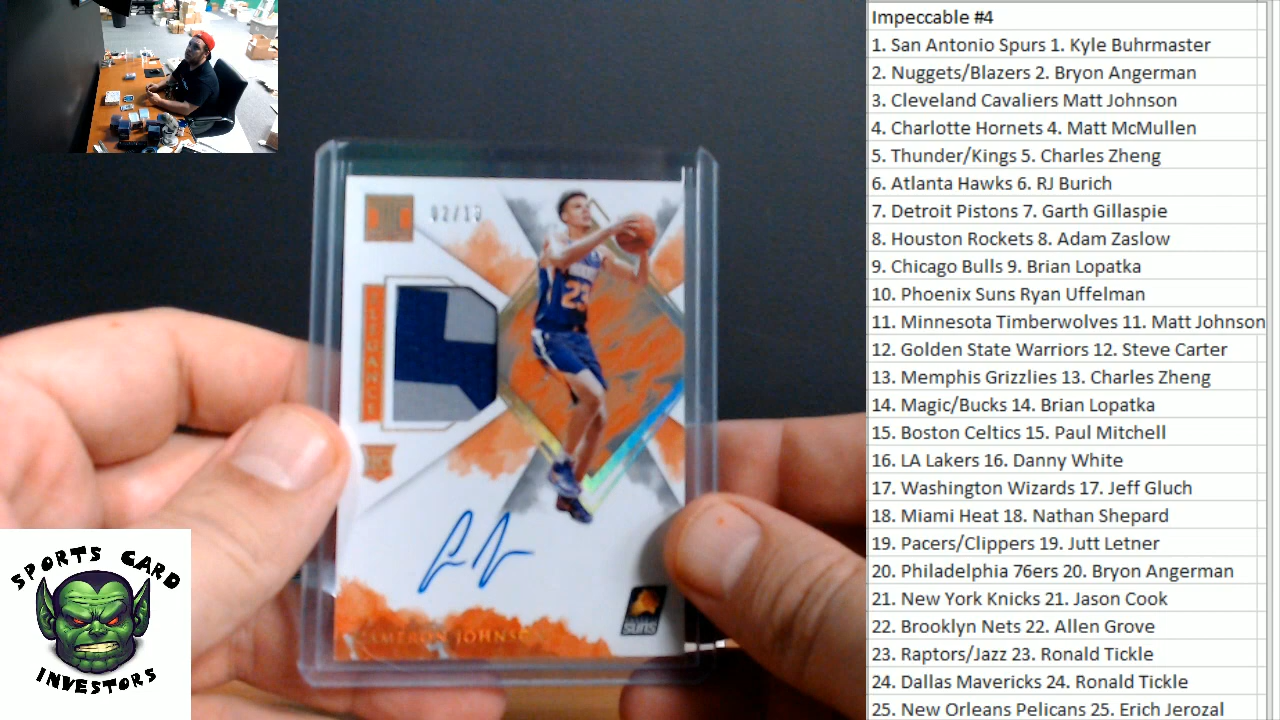 Impeccable #4
1. San Antonio Spurs 1. Kyle Buhrmaster
2. Nuggets/Blazers 2. Bryon Angerman
3. Cleveland Cavaliers Matt Johnson
4. Charlotte Hornets 4. Matt McMullen
5. Thunder/Kings 5. Charles Zheng
6. Atlanta Hawks 6. RJ Burich
7. Detroit Pistons 7. Garth Gillaspie
8. Houston Rockets 8. Adam Zaslow
9. Chicago Bulls 9. Brian Lopatka
10. Phoenix Suns Ryan Uffelman
11. Minnesota Timberwolves 11. Matt Johnson
12. Golden State Warriors 12. Steve Carter
13. Memphis Grizzlies 13. Charles Zheng
14. Magic/Bucks 14. Brian Lopatka
15. Boston Celtics 15. Paul Mitchell
16. LA Lakers 16. Danny White
17. Washington Wizards 17. Jeff Gluch
18. Miami Heat 18. Nathan Shepard
19. Pacers/Clippers 19. Jutt Letner
20. Philadelphia 76ers 20. Bryon Angerman
21. New York Knicks 21. Jason Cook
22. Brooklyn Nets 22. Allen Grove
23. Raptors/Jazz 23. Ronald Tickle
24. Dallas Mavericks 24. Ronald Tickle
25. New Orleans Pelicans 25. Erich Jerozal
ELEGANCE
23
RC
CAMERON JOHNSON
SUNS
SPORTS CARD
INVESTORS